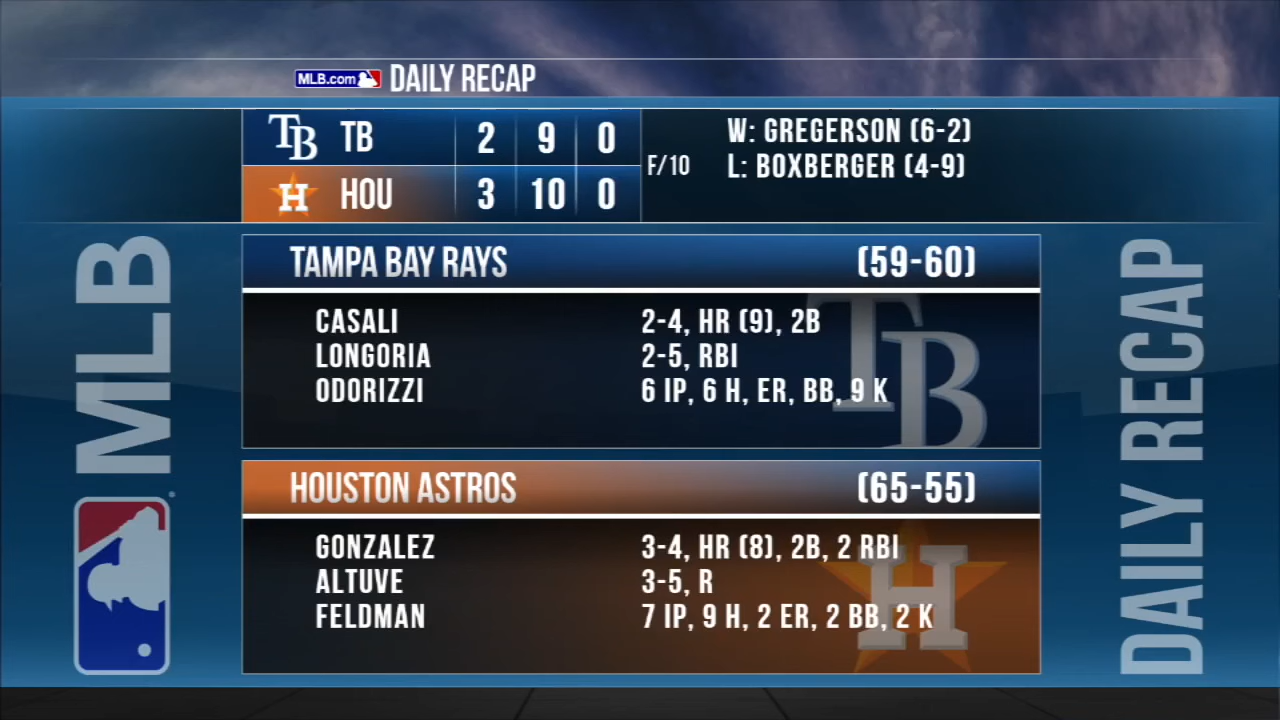 MLB.com DAILY RECAP
TB TB 2 9 0
H HOU 3 10 0
F/10
W: GREGERSON (6-2)
L: BOXBERGER (4-9)
TAMPA BAY RAYS (59-60)
CASALI 2-4, HR (9), 2B
LONGORIA 2-5, RBI
ODORIZZI 6 IP, 6 H, ER, BB, 9 K
TB
HOUSTON ASTROS (65-55)
GONZALEZ 3-4, HR (8), 2B, 2 RBI
ALTUVE 3-5, R
FELDMAN 7 IP, 9 H, 2 ER, 2 BB, 2 K
H
MLB
DAILY RECAP